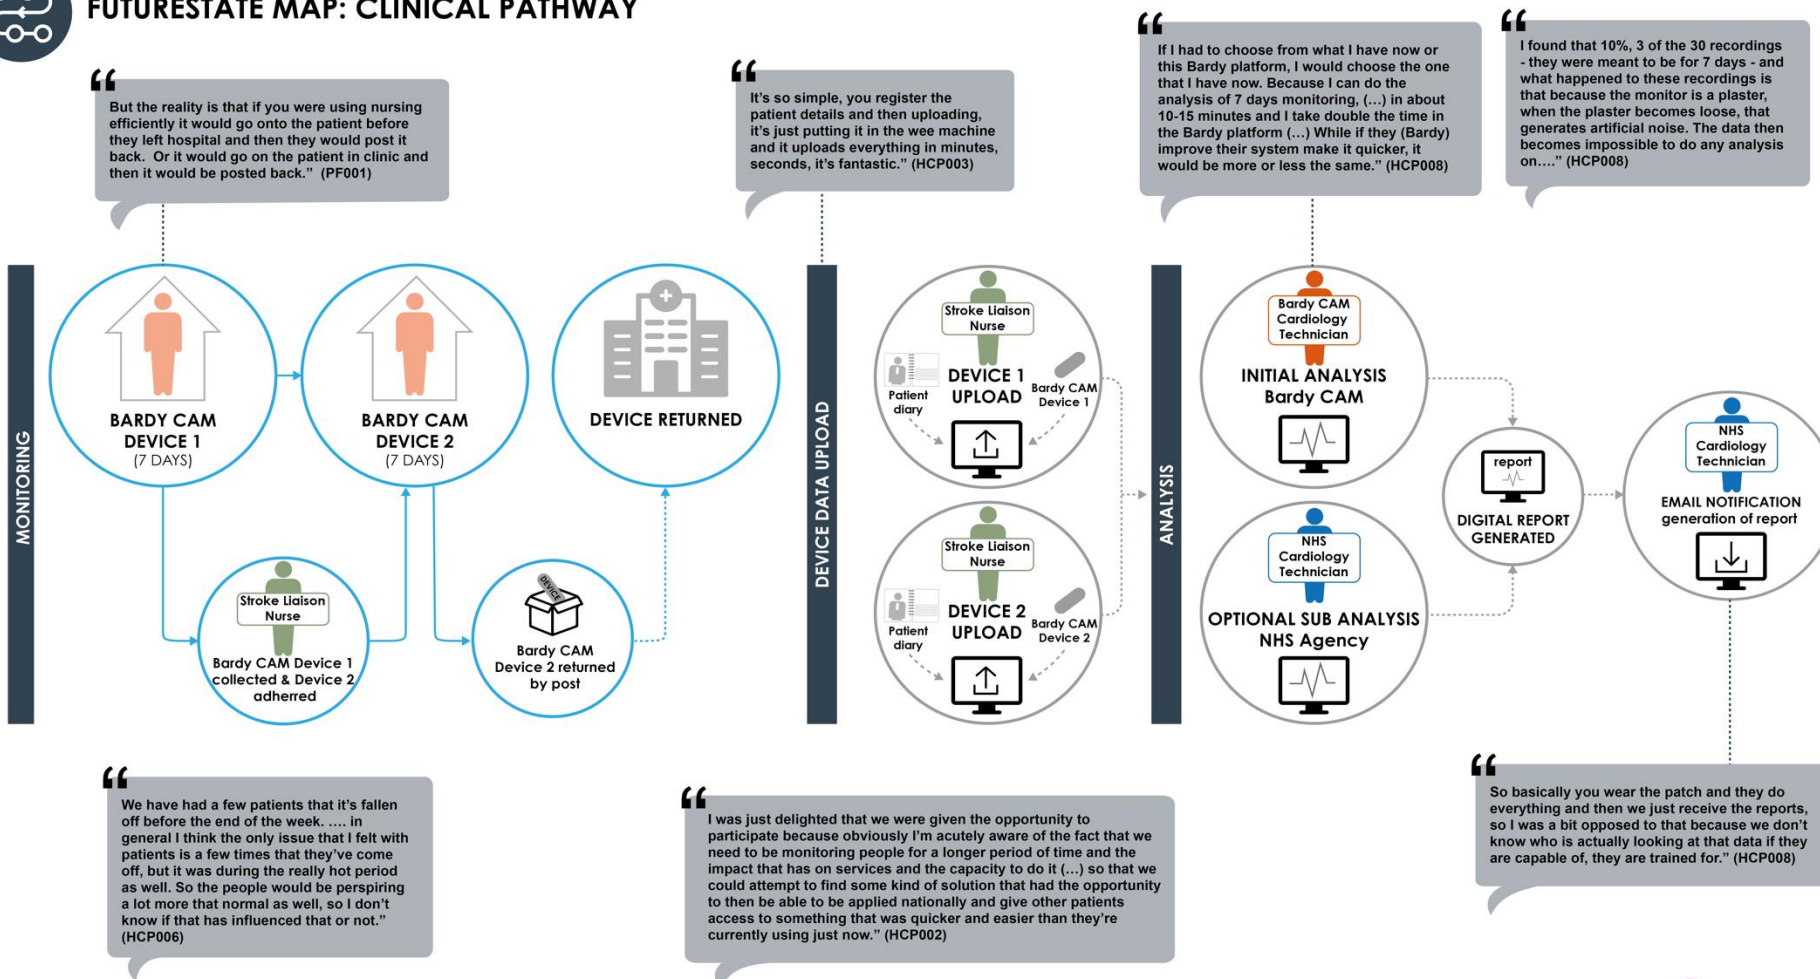 FUTURESTATE MAP: CLINICAL PATHWAY
“
But the reality is that if you were using nursing
efficiently it would go onto the patient before
they left hospital and then they would post it
back. Or it would go on the patient in clinic and
then it would be posted back.” (PF001)
“
It’s so simple, you register the
patient details and then uploading,
it’s just putting it in the wee machine
and it uploads everything in minutes,
seconds, it’s fantastic.” (HCP003)
“
If I had to choose from what I have now or
this Bardy platform, I would choose the one
that I have now. Because I can do the
analysis of 7 days monitoring, (...) in about
10-15 minutes and I take double the time in
the Bardy platform (...) While if they (Bardy)
improve their system make it quicker, it
would be more or less the same.” (HCP008)
“
I found that 10%, 3 of the 30 recordings
- they were meant to be for 7 days - and
what happened to these recordings is
that because the monitor is a plaster,
when the plaster becomes loose, that
generates artificial noise. The data then
becomes impossible to do any analysis
on....” (HCP008)
MONITORING
BARDY CAM
DEVICE 1
(7 DAYS)
BARDY CAM
DEVICE 2
(7 DAYS)
DEVICE RETURNED
Stroke Liaison
Nurse
Bardy CAM Device 1
collected & Device 2
adherred
DEVICE
Bardy CAM
Device 2 returned
by post
DEVICE DATA UPLOAD
Stroke Liaison
Nurse
DEVICE 1
UPLOAD
Patient
diary
Bardy CAM
Device 1
Stroke Liaison
Nurse
DEVICE 2
UPLOAD
Patient
diary
Bardy CAM
Device 2
ANALYSIS
Bardy CAM
Cardiology
Technician
INITIAL ANALYSIS
Bardy CAM
NHS
Cardiology
Technician
OPTIONAL SUB ANALYSIS
NHS Agency
report
DIGITAL REPORT
GENERATED
NHS
Cardiology
Technician
EMAIL NOTIFICATION
generation of report
“
We have had a few patients that it’s fallen
off before the end of the week. .... in
general I think the only issue that I felt with
patients is a few times that they’ve come
off, but it was during the really hot period
as well. So the people would be perspiring
a lot more that normal as well, so I don’t
know if that has influenced that or not.”
(HCP006)
“
I was just delighted that we were given the opportunity to
participate because obviously I’m acutely aware of the fact that we
need to be monitoring people for a longer period of time and the
impact that has on services and the capacity to do it (...) so that we
could attempt to find some kind of solution that had the opportunity
to then be able to be applied nationally and give other patients
access to something that was quicker and easier than they’re
currently using just now.” (HCP002)
“
So basically you wear the patch and they do
everything and then we just receive the reports,
so I was a bit opposed to that because we don’t
know who is actually looking at that data if they
are capable of, they are trained for.” (HCP008)